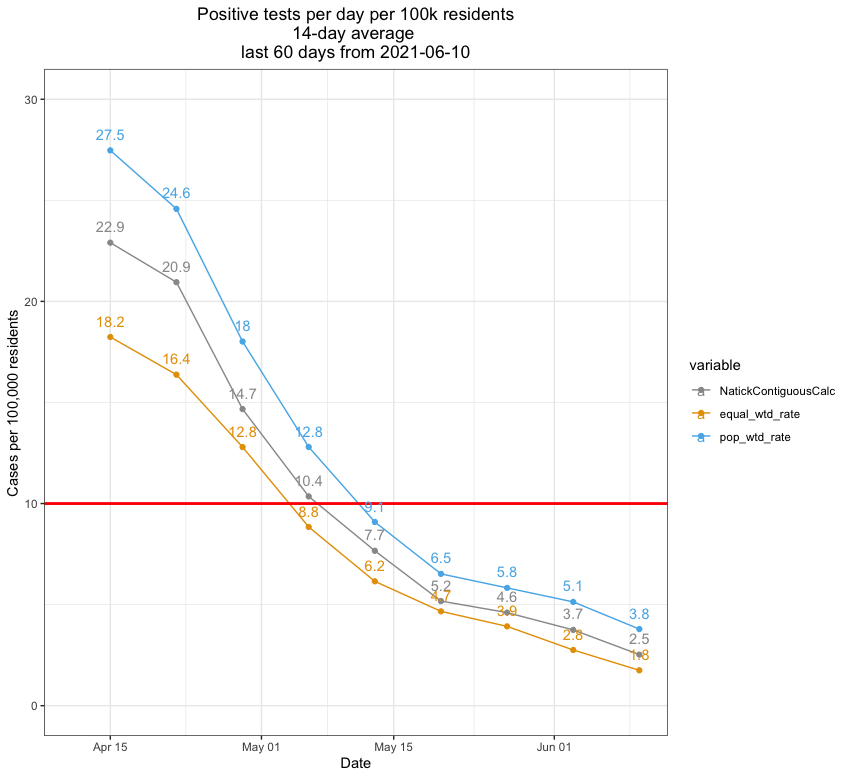 Positive tests per day per 100k residents
14-day average
last 60 days from 2021-06-10
Cases per 100,000 residents
30
20
10
0
27.5
24.6
22.9
20.9
18.2
16.4
18
14.7
12.8
12.8
10.4
8.8
9.1
7.7
6.2
6.5
5.2
4.7
5.8
4.6
3.9
5.1
3.7
2.8
3.8
2.5
1.8
Apr 15
May 01
May 15
Jun 01
Date
variable
a NatickContiguousCalc
a equal_wtd_rate
a pop_wtd_rate